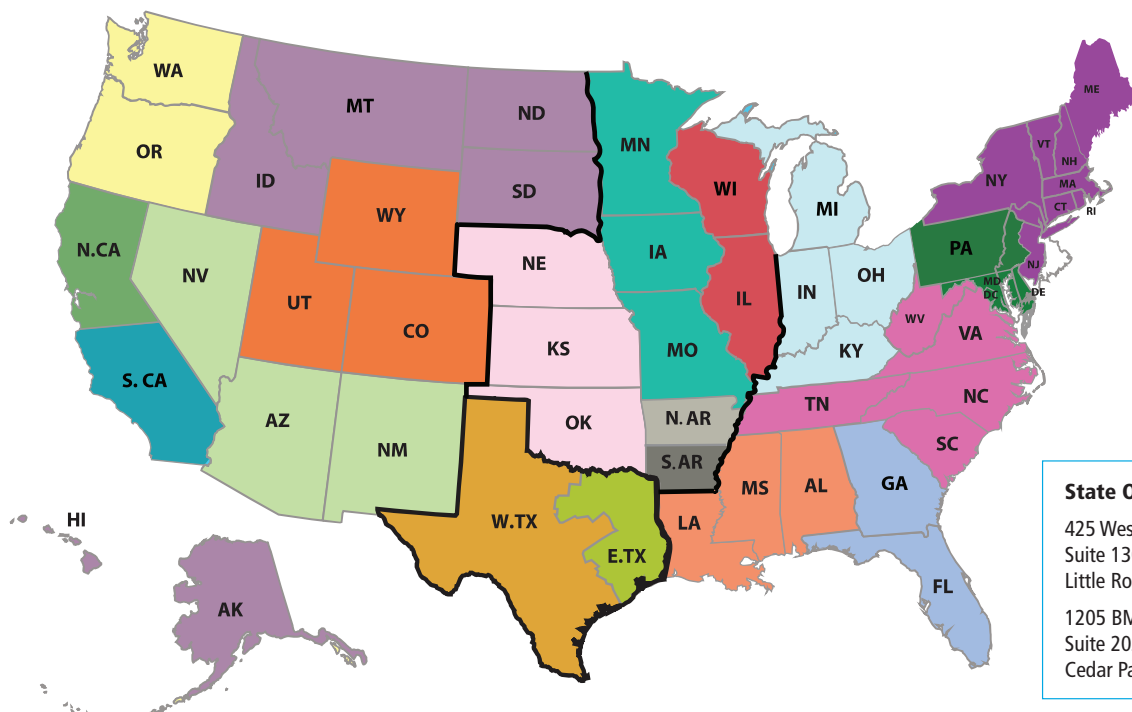 WA
MT
ND
MN
ME
OR
ID
SD
WI
VT
NH
NY
MA
CT
RI
WY
MI
N.CA
NV
NE
IA
PA
OH
NJ
UT
CO
IL
IN
MD
DC
DE
KS
MO
KY
WV
VA
S. CA
AZ
NM
OK
N. AR
TN
NC
S.AR
SC
MS
AL
GA
HI
W.TX
LA
E.TX
FL
AK
State O
425 Wes
Suite 13
Little Ro
1205 BM
Suite 20
Cedar Pa